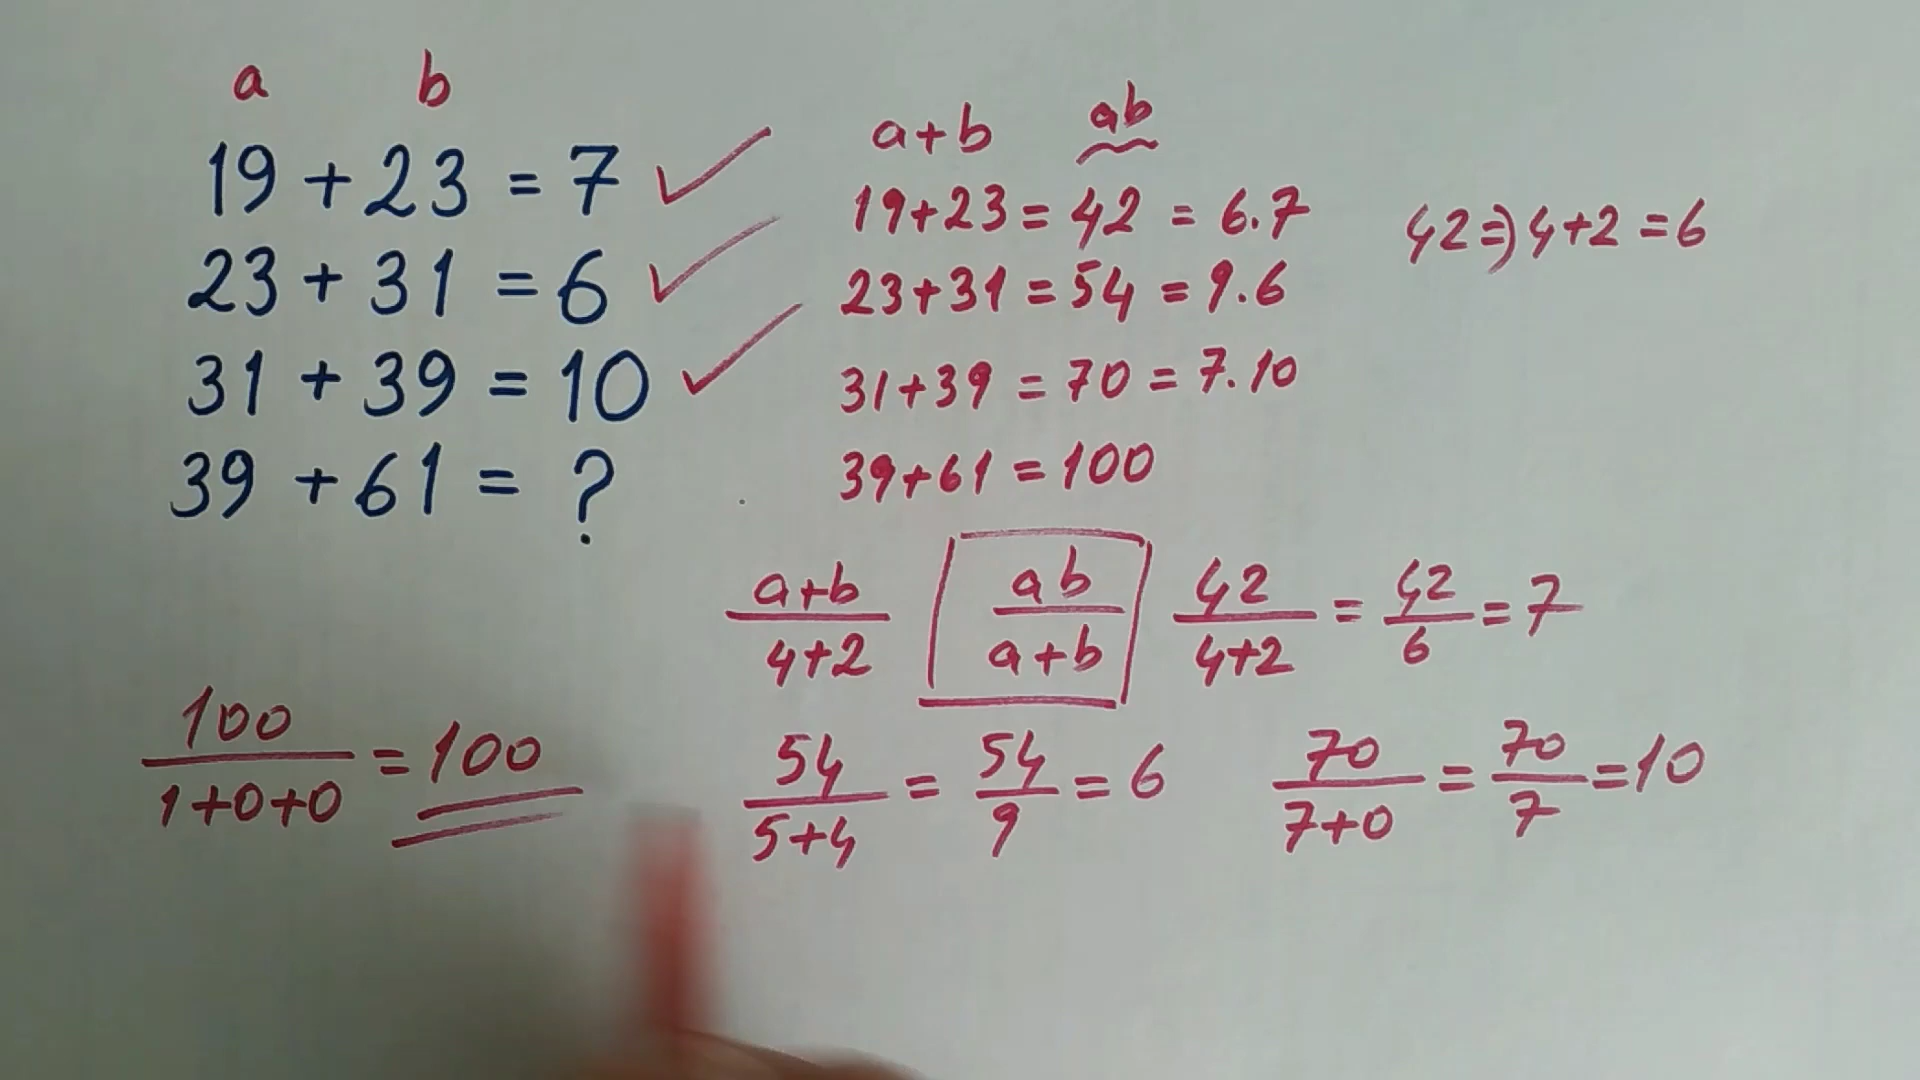 a b
19 + 23 = 7
23 + 31 = 6
31 + 39 = 10
39 + 61 = ?
a+b ab
19+23 = 42 = 6.7
23+31 = 54 = 9.6
31+39 = 70 = 7.10
39+61 = 100
42 => 4+2 = 6
a+b
4+2
ab
a+b
42/4+2 = 42/6 = 7
54/5+4 = 54/9 = 6
70/7+0 = 70/7 = 10
100/1+0+0 = 100